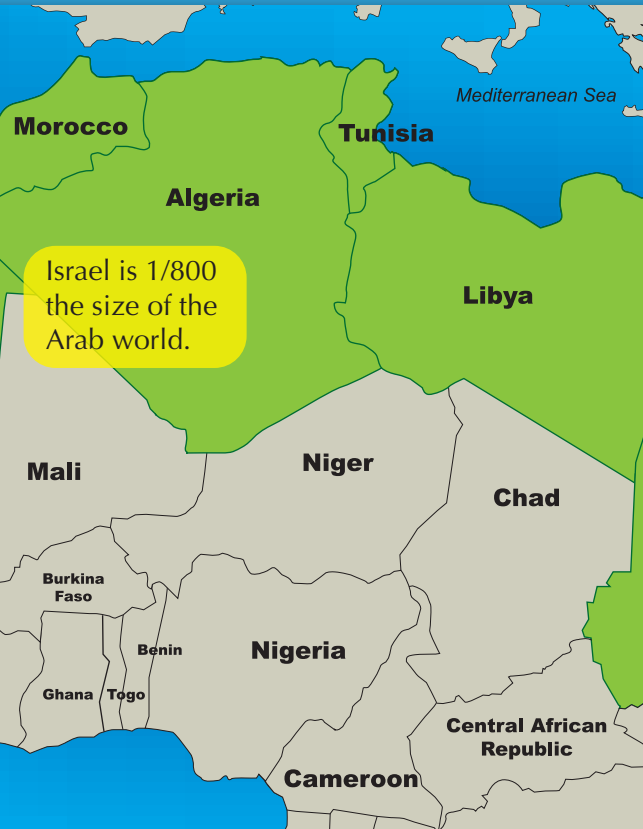 Mediterranean Sea
Morocco
Tunisia
Algeria
Israel is 1/800
the size of the
Arab world.
Libya
Niger
Mali
Chad
Burkina
Faso
Benin
Nigeria
Ghana
Togo
Central African
Republic
Cameroon